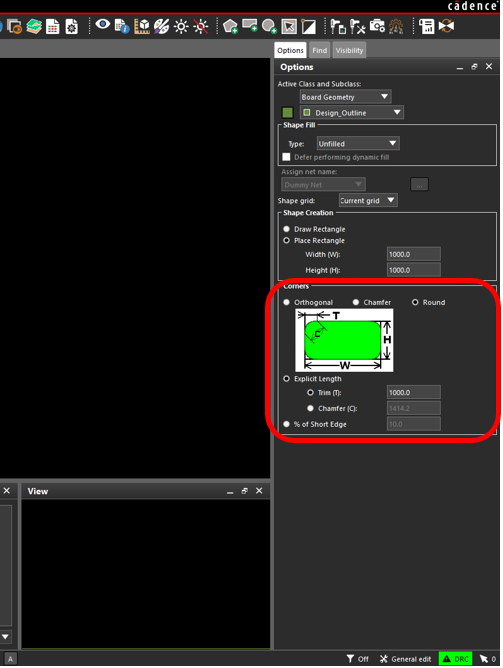 cadence
Options Find Visibility
Options
Active Class and Subclass:
Board Geometry
Design_Outline
Shape Fill
Type: Unfilled
Defer performing dynamic fill
Assign net name:
Dummy Net ...
Shape grid: Current grid
Shape Creation
Draw Rectangle
Place Rectangle
Width (W): 1000.0
Height (H): 1000.0
Corners
Orthogonal Chamfer Round
T
C
H
W
Explicit Length
Trim (T): 1000.0
Chamfer (C): 1414.2
% of Short Edge 10.0
View
A Off General edit DRC 0